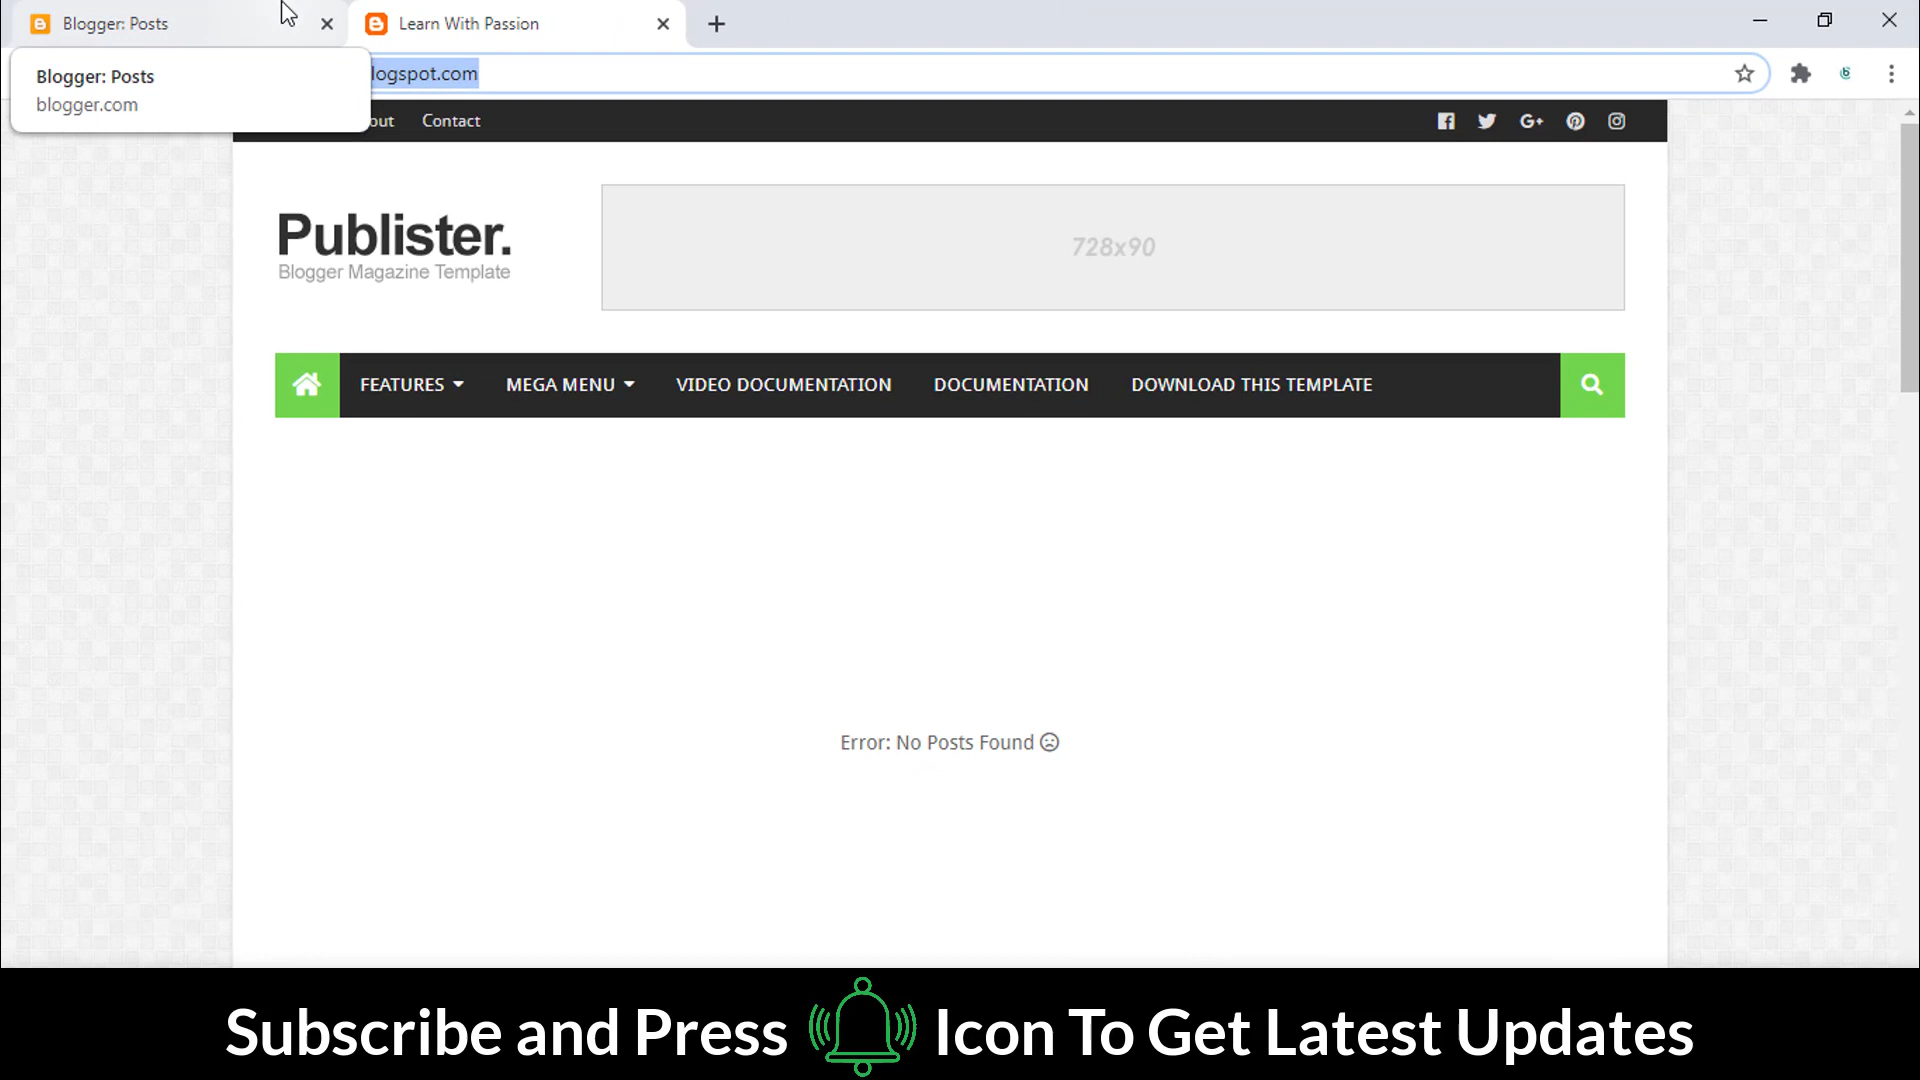 Blogger: Posts
Learn With Passion
Blogger: Posts
blogger.com
logspot.com
out Contact
Publister.
Blogger Magazine Template
728x90
FEATURES MEGA MENU VIDEO DOCUMENTATION DOCUMENTATION DOWNLOAD THIS TEMPLATE
Error: No Posts Found
Subscribe and Press Icon To Get Latest Updates